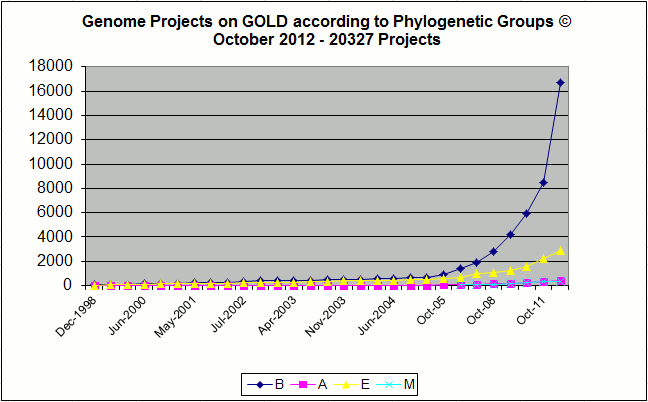 Genome Projects on GOLD according to Phylogenetic Groups ©
October 2012 - 20327 Projects
18000
16000
14000
12000
10000
8000
6000
4000
2000
0
Dec-1998
Jun-2000
May-2001
Jul-2002
Apr-2003
Nov-2003
Jun-2004
Oct-05
Oct-08
Oct-11
B A E M